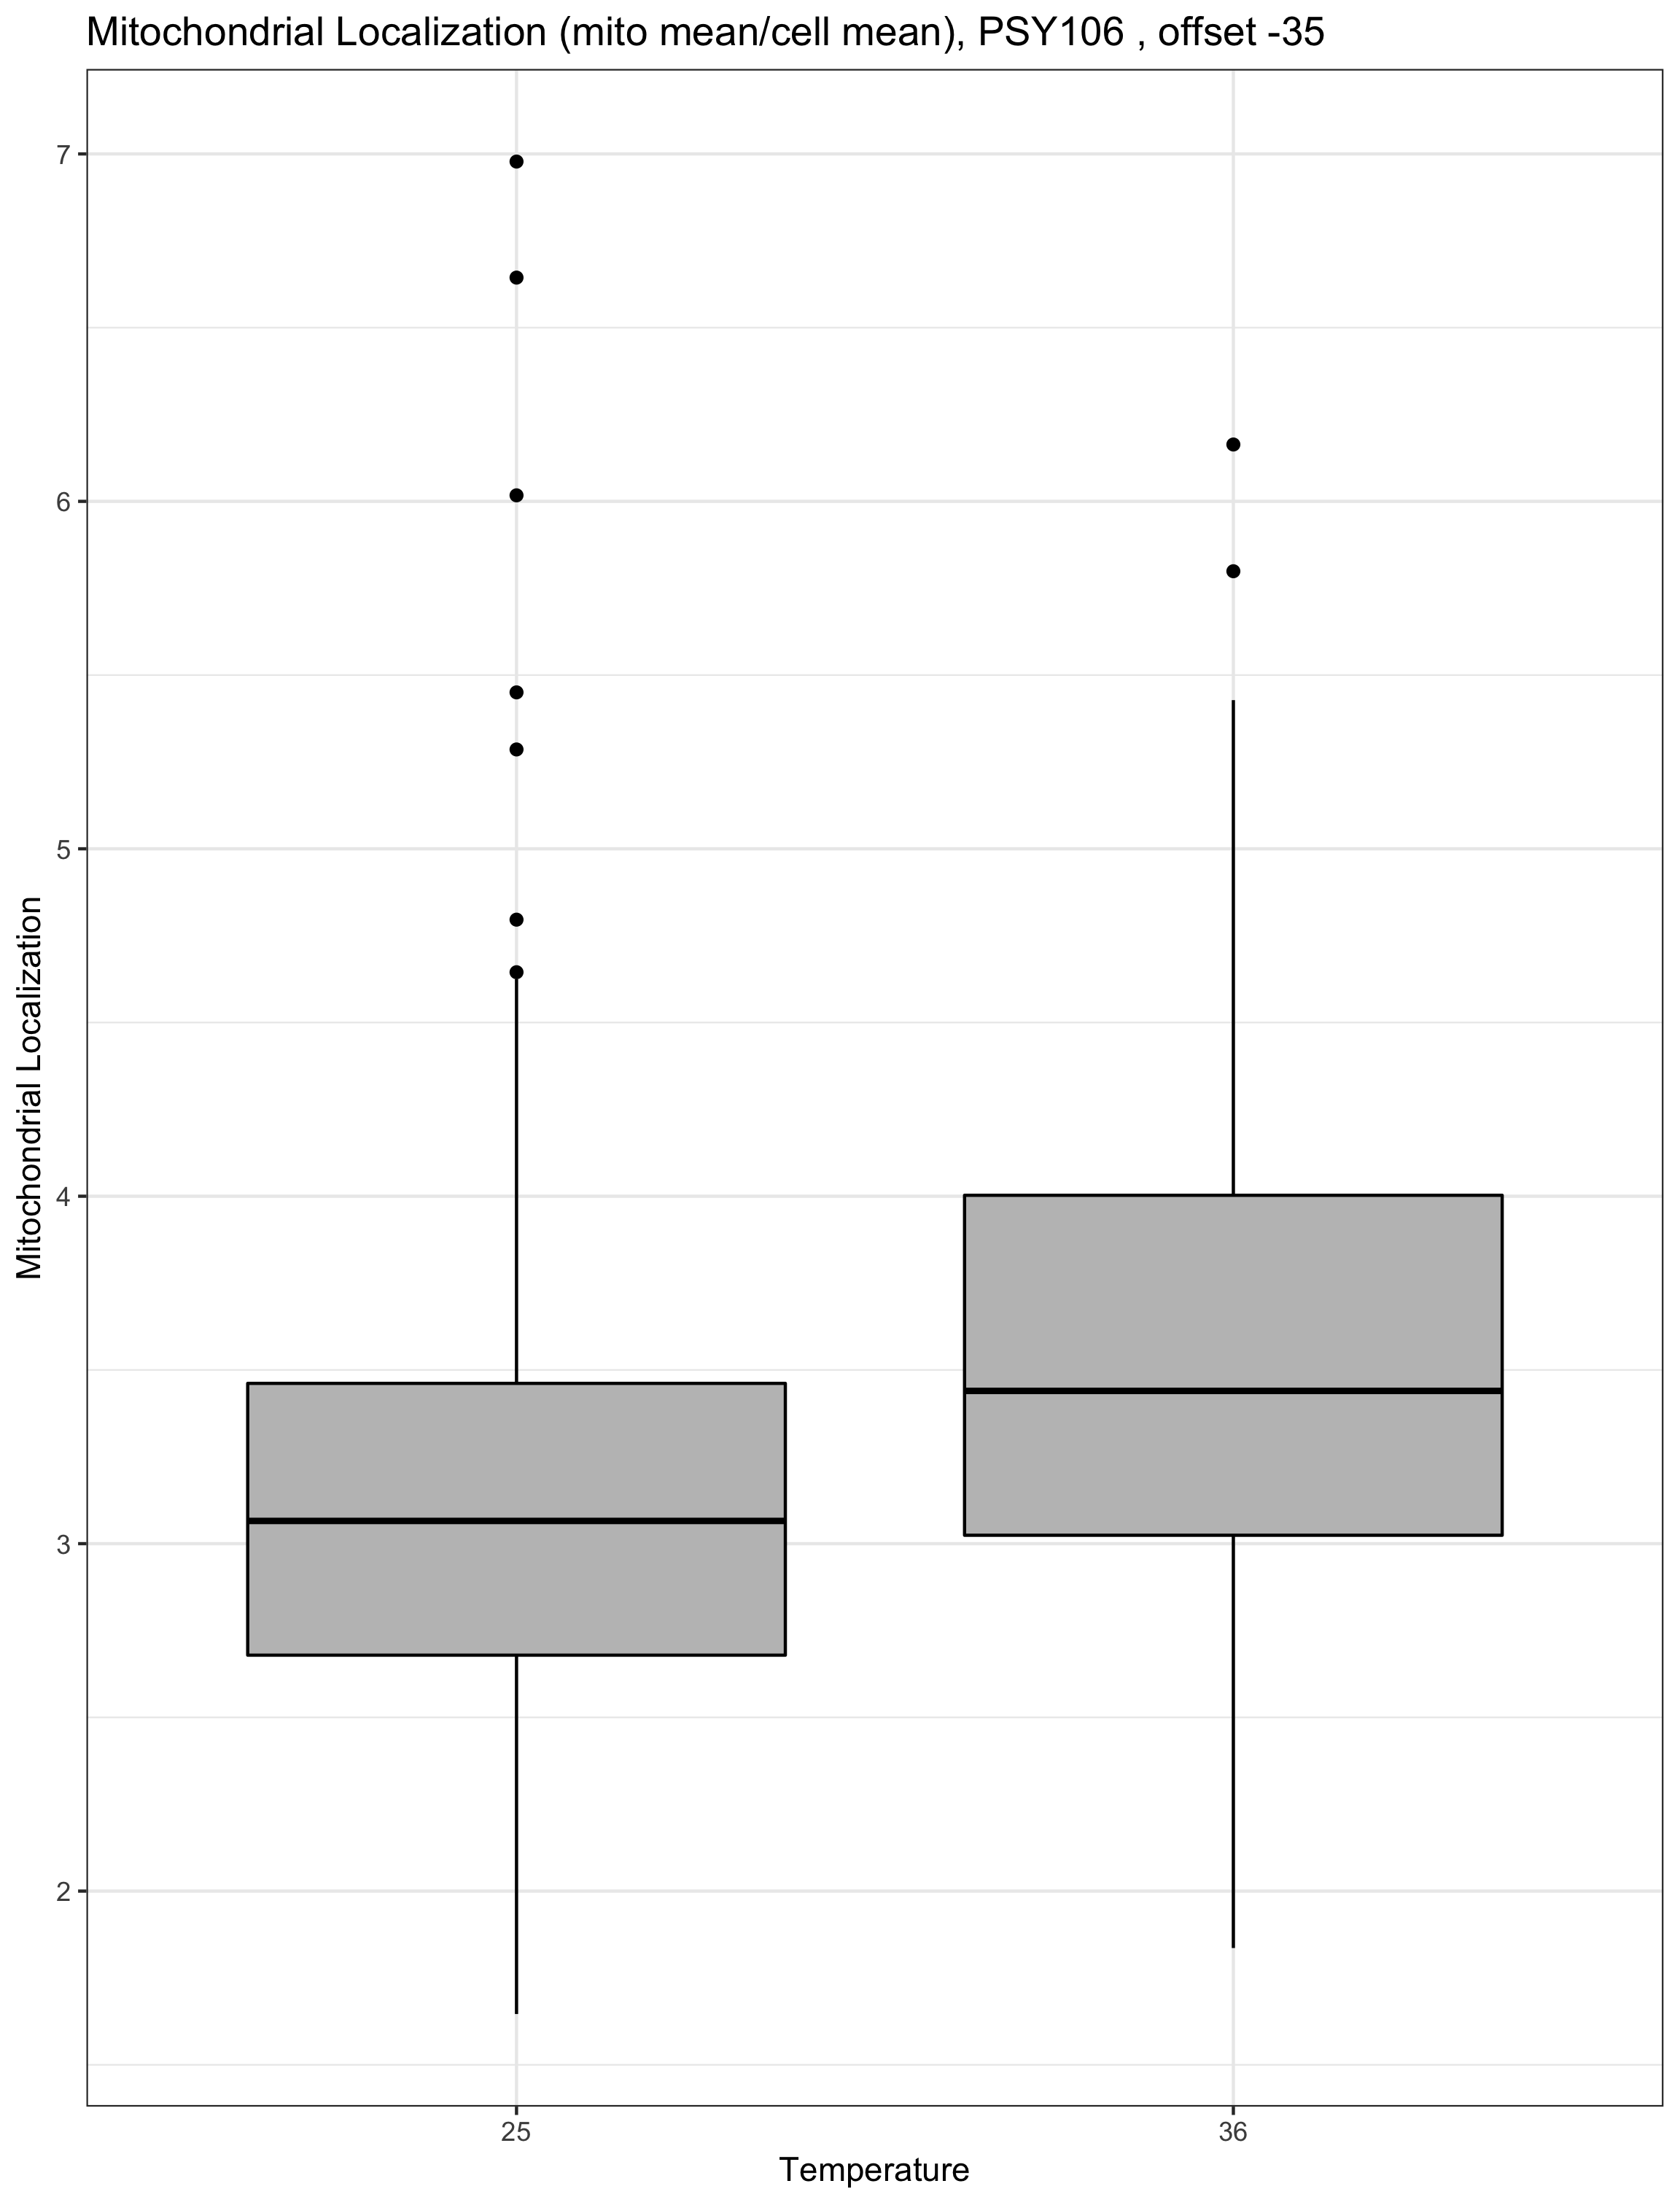 Mitochondrial Localization (mito mean/cell mean), PSY106 , offset -35
Mitochondrial Localization
7
6
5
4
3
2
25
36
Temperature